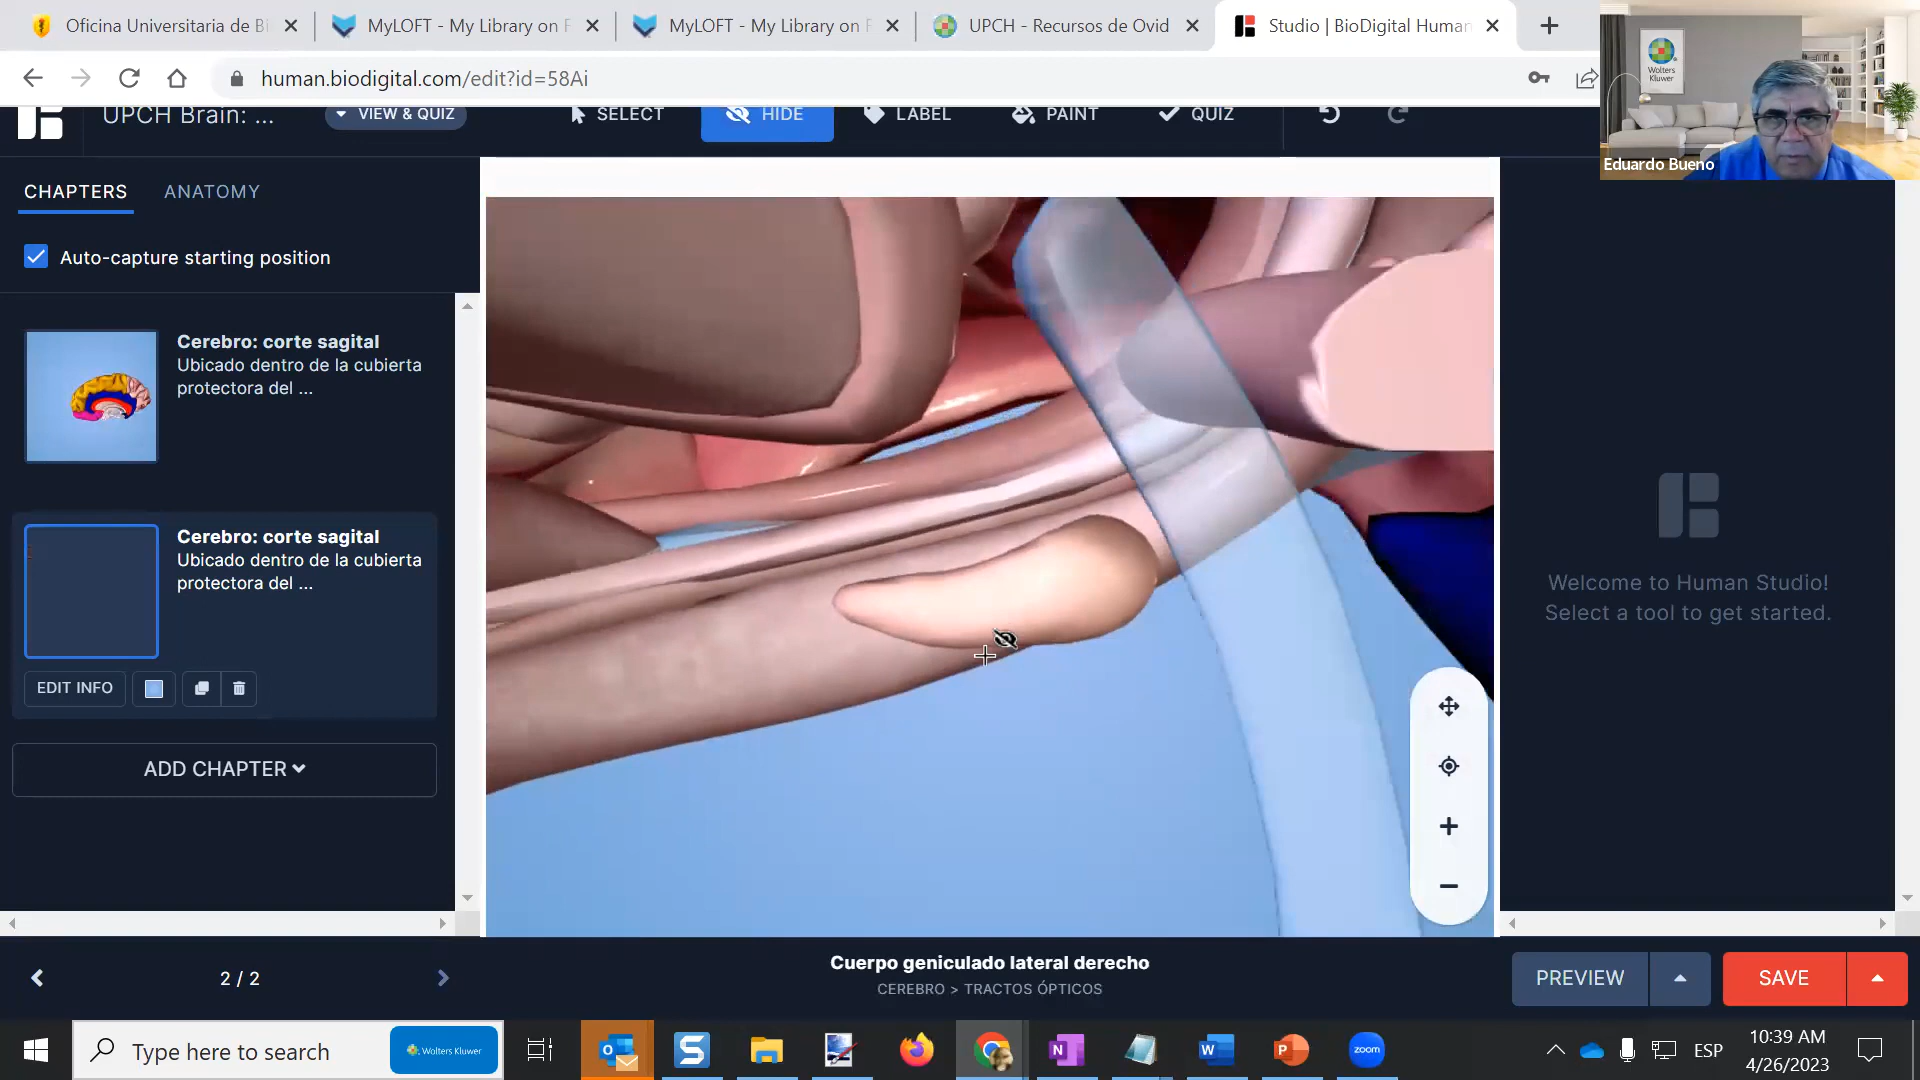 Oficina Universitaria de Bi
MyLOFT - My Library on F
MyLOFT - My Library on F
UPCH - Recursos de Ovid
Studio | BioDigital Human
human.biodigital.com/edit?id=58Ai
Wolters Kluwer
Eduardo Bueno
UPCH Brain: ...
VIEW & QUIZ
SELECT
HIDE
LABEL
PAINT
QUIZ
CHAPTERS
ANATOMY
Auto-capture starting position
Cerebro: corte sagital
Ubicado dentro de la cubierta
protectora del ...
Cerebro: corte sagital
Ubicado dentro de la cubierta
protectora del ...
EDIT INFO
ADD CHAPTER
Welcome to Human Studio!
Select a tool to get started.
2 / 2
Cuerpo geniculado lateral derecho
CEREBRO > TRACTOS ÓPTICOS
PREVIEW
SAVE
Type here to search
Wolters Kluwer
zoom
ESP
10:39 AM
4/26/2023